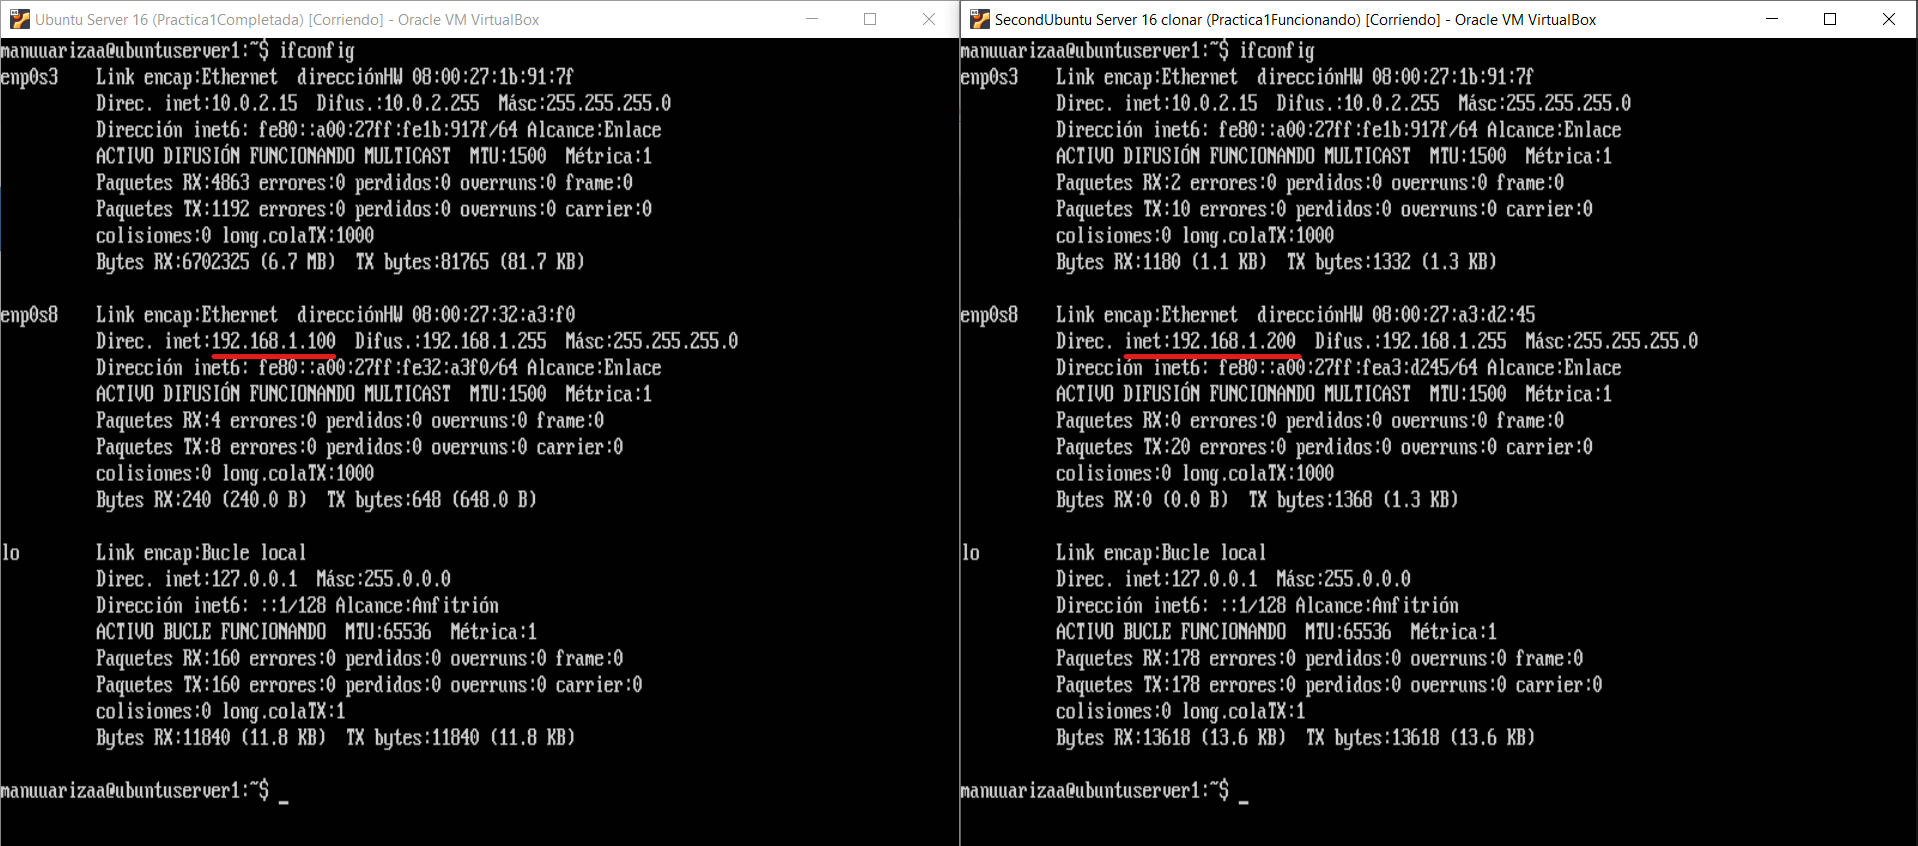 Ubuntu Server 16 (Practica1Completada) [Corriendo] - Oracle VM VirtualBox
manuuarizaa@ubuntuserver1:~$ ifconfig
enp0s3 Link encap:Ethernet direcciónHW 08:00:27:1b:91:7f
Direc. inet:10.0.2.15 Difus.:10.0.2.255 Másc:255.255.255.0
Dirección inet6: fe80::a00:27ff:fe1b:917f/64 Alcance:Enlace
ACTIVO DIFUSIÓN FUNCIONANDO MULTICAST MTU:1500 Métrica:1
Paquetes RX:4863 errores:0 perdidos:0 overruns:0 frame:0
Paquetes TX:1192 errores:0 perdidos:0 overruns:0 carrier:0
colisiones:0 long.colaTX:1000
Bytes RX:6702325 (6.7 MB) TX bytes:81765 (81.7 KB)
enp0s8 Link encap:Ethernet direcciónHW 08:00:27:32:a3:f0
Direc. inet:192.168.1.100 Difus.:192.168.1.255 Másc:255.255.255.0
Dirección inet6: fe80::a00:27ff:fe32:a3f0/64 Alcance:Enlace
ACTIVO DIFUSIÓN FUNCIONANDO MULTICAST MTU:1500 Métrica:1
Paquetes RX:4 errores:0 perdidos:0 overruns:0 frame:0
Paquetes TX:8 errores:0 perdidos:0 overruns:0 carrier:0
colisiones:0 long.colaTX:1000
Bytes RX:240 (240.0 B) TX bytes:648 (648.0 B)
lo Link encap:Bucle local
Direc. inet:127.0.0.1 Másc:255.0.0.0
Dirección inet6: ::1/128 Alcance:Anfitrión
ACTIVO BUCLE FUNCIONANDO MTU:65536 Métrica:1
Paquetes RX:160 errores:0 perdidos:0 overruns:0 frame:0
Paquetes TX:160 errores:0 perdidos:0 overruns:0 carrier:0
colisiones:0 long.colaTX:1
Bytes RX:11840 (11.8 KB) TX bytes:11840 (11.8 KB)
manuuarizaa@ubuntuserver1:~$ _
SecondUbuntu Server 16 clonar (Practica1Funcionando) [Corriendo] - Oracle VM VirtualBox
manuuarizaa@ubuntuserver1:~$ ifconfig
enp0s3 Link encap:Ethernet direcciónHW 08:00:27:1b:91:7f
Direc. inet:10.0.2.15 Difus.:10.0.2.255 Másc:255.255.255.0
Dirección inet6: fe80::a00:27ff:fe1b:917f/64 Alcance:Enlace
ACTIVO DIFUSIÓN FUNCIONANDO MULTICAST MTU:1500 Métrica:1
Paquetes RX:2 errores:0 perdidos:0 overruns:0 frame:0
Paquetes TX:10 errores:0 perdidos:0 overruns:0 carrier:0
colisiones:0 long.colaTX:1000
Bytes RX:1180 (1.1 KB) TX bytes:1332 (1.3 KB)
enp0s8 Link encap:Ethernet direcciónHW 08:00:27:a3:d2:45
Direc. inet:192.168.1.200 Difus.:192.168.1.255 Másc:255.255.255.0
Dirección inet6: fe80::a00:27ff:fea3:d245/64 Alcance:Enlace
ACTIVO DIFUSIÓN FUNCIONANDO MULTICAST MTU:1500 Métrica:1
Paquetes RX:0 errores:0 perdidos:0 overruns:0 frame:0
Paquetes TX:20 errores:0 perdidos:0 overruns:0 carrier:0
colisiones:0 long.colaTX:1000
Bytes RX:0 (0.0 B) TX bytes:1368 (1.3 KB)
lo Link encap:Bucle local
Direc. inet:127.0.0.1 Másc:255.0.0.0
Dirección inet6: ::1/128 Alcance:Anfitrión
ACTIVO BUCLE FUNCIONANDO MTU:65536 Métrica:1
Paquetes RX:178 errores:0 perdidos:0 overruns:0 frame:0
Paquetes TX:178 errores:0 perdidos:0 overruns:0 carrier:0
colisiones:0 long.colaTX:1
Bytes RX:13618 (13.6 KB) TX bytes:13618 (13.6 KB)
manuuarizaa@ubuntuserver1:~$ _